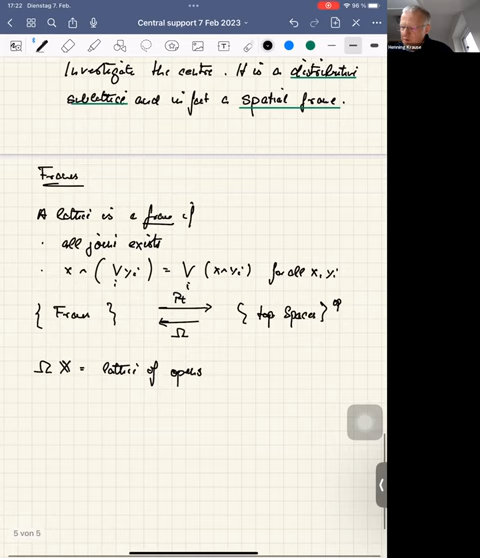 17:22 Dienstag 7. Feb.
96 %
Central support 7 Feb 2023
Henning Krause
Investigate the centre. It is a distributive
sublattice and in fact a spatial frame.
Frames
A lattice is a frame if
· all joins exists
· x ∧ (⋁ᵢ yᵢ) = ⋁ᵢ (x ∧ yᵢ) for all x, yᵢ
Pt
{ Frames } ⇄ { top Spaces }ᵒᵖ
Ω
Ω X = lattice of opens
5 von 5